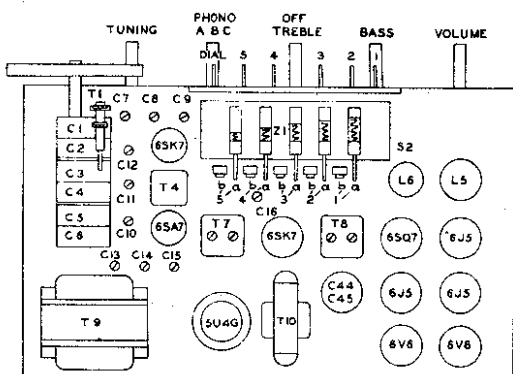 TUNING PHONO OFF
A B C TREBLE BASS VOLUME
DIAL 5 4 3 2 1
T1 C7 C8 C9
C1 Z1
C2 C12 6SK7 S2
C3 C11 T4 b a b a b a b a b a L6 L5
C4 5 4 3 2 1
C16
C5 C10 6SA7 T7 6SK7 T8 6SQ7 6J5
C6
C13 C14 C15
C44
C45 6J5 6J5
T9 5U4G T10
6V6 6V6